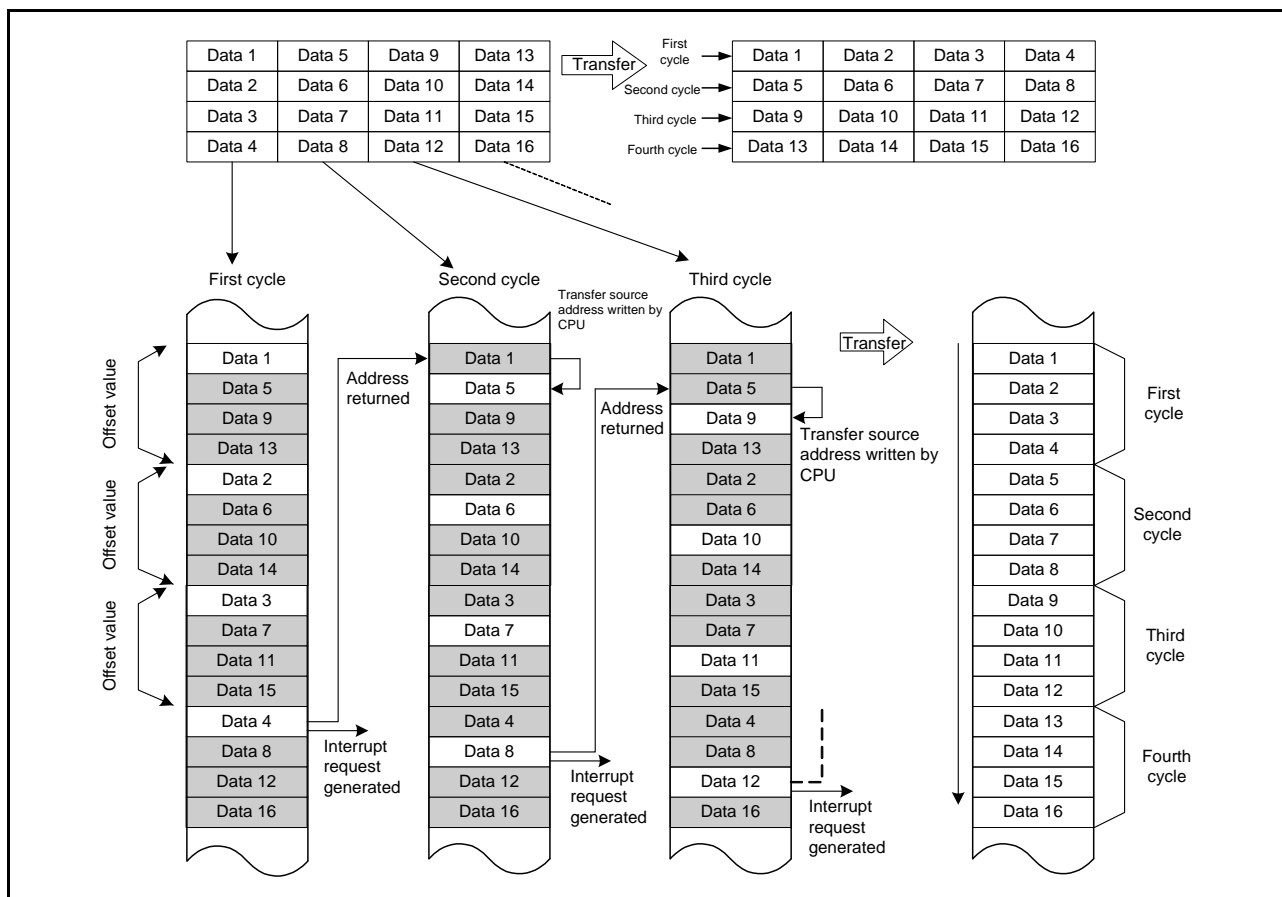 Data 1 Data 5 Data 9 Data 13
Data 2 Data 6 Data 10 Data 14
Data 3 Data 7 Data 11 Data 15
Data 4 Data 8 Data 12 Data 16
Transfer
First
cycle
Second cycle
Third cycle
Fourth cycle
Data 1 Data 2 Data 3 Data 4
Data 5 Data 6 Data 7 Data 8
Data 9 Data 10 Data 11 Data 12
Data 13 Data 14 Data 15 Data 16
First cycle
Offset value
Offset value
Offset value
Data 1
Data 5
Data 9
Data 13
Data 2
Data 6
Data 10
Data 14
Data 3
Data 7
Data 11
Data 15
Data 4
Data 8
Data 12
Data 16
Address
returned
Interrupt
request
generated
Second cycle
Transfer source
address written by
CPU
Data 1
Data 5
Data 9
Data 13
Data 2
Data 6
Data 10
Data 14
Data 3
Data 7
Data 11
Data 15
Data 4
Data 8
Data 12
Data 16
Address
returned
Interrupt
request
generated
Third cycle
Data 1
Data 5
Data 9
Data 13
Data 2
Data 6
Data 10
Data 14
Data 3
Data 7
Data 11
Data 15
Data 4
Data 8
Data 12
Data 16
Transfer source
address written by
CPU
Interrupt
request
generated
Transfer
Data 1
Data 2
Data 3
Data 4
Data 5
Data 6
Data 7
Data 8
Data 9
Data 10
Data 11
Data 12
Data 13
Data 14
Data 15
Data 16
First
cycle
Second
cycle
Third
cycle
Fourth
cycle